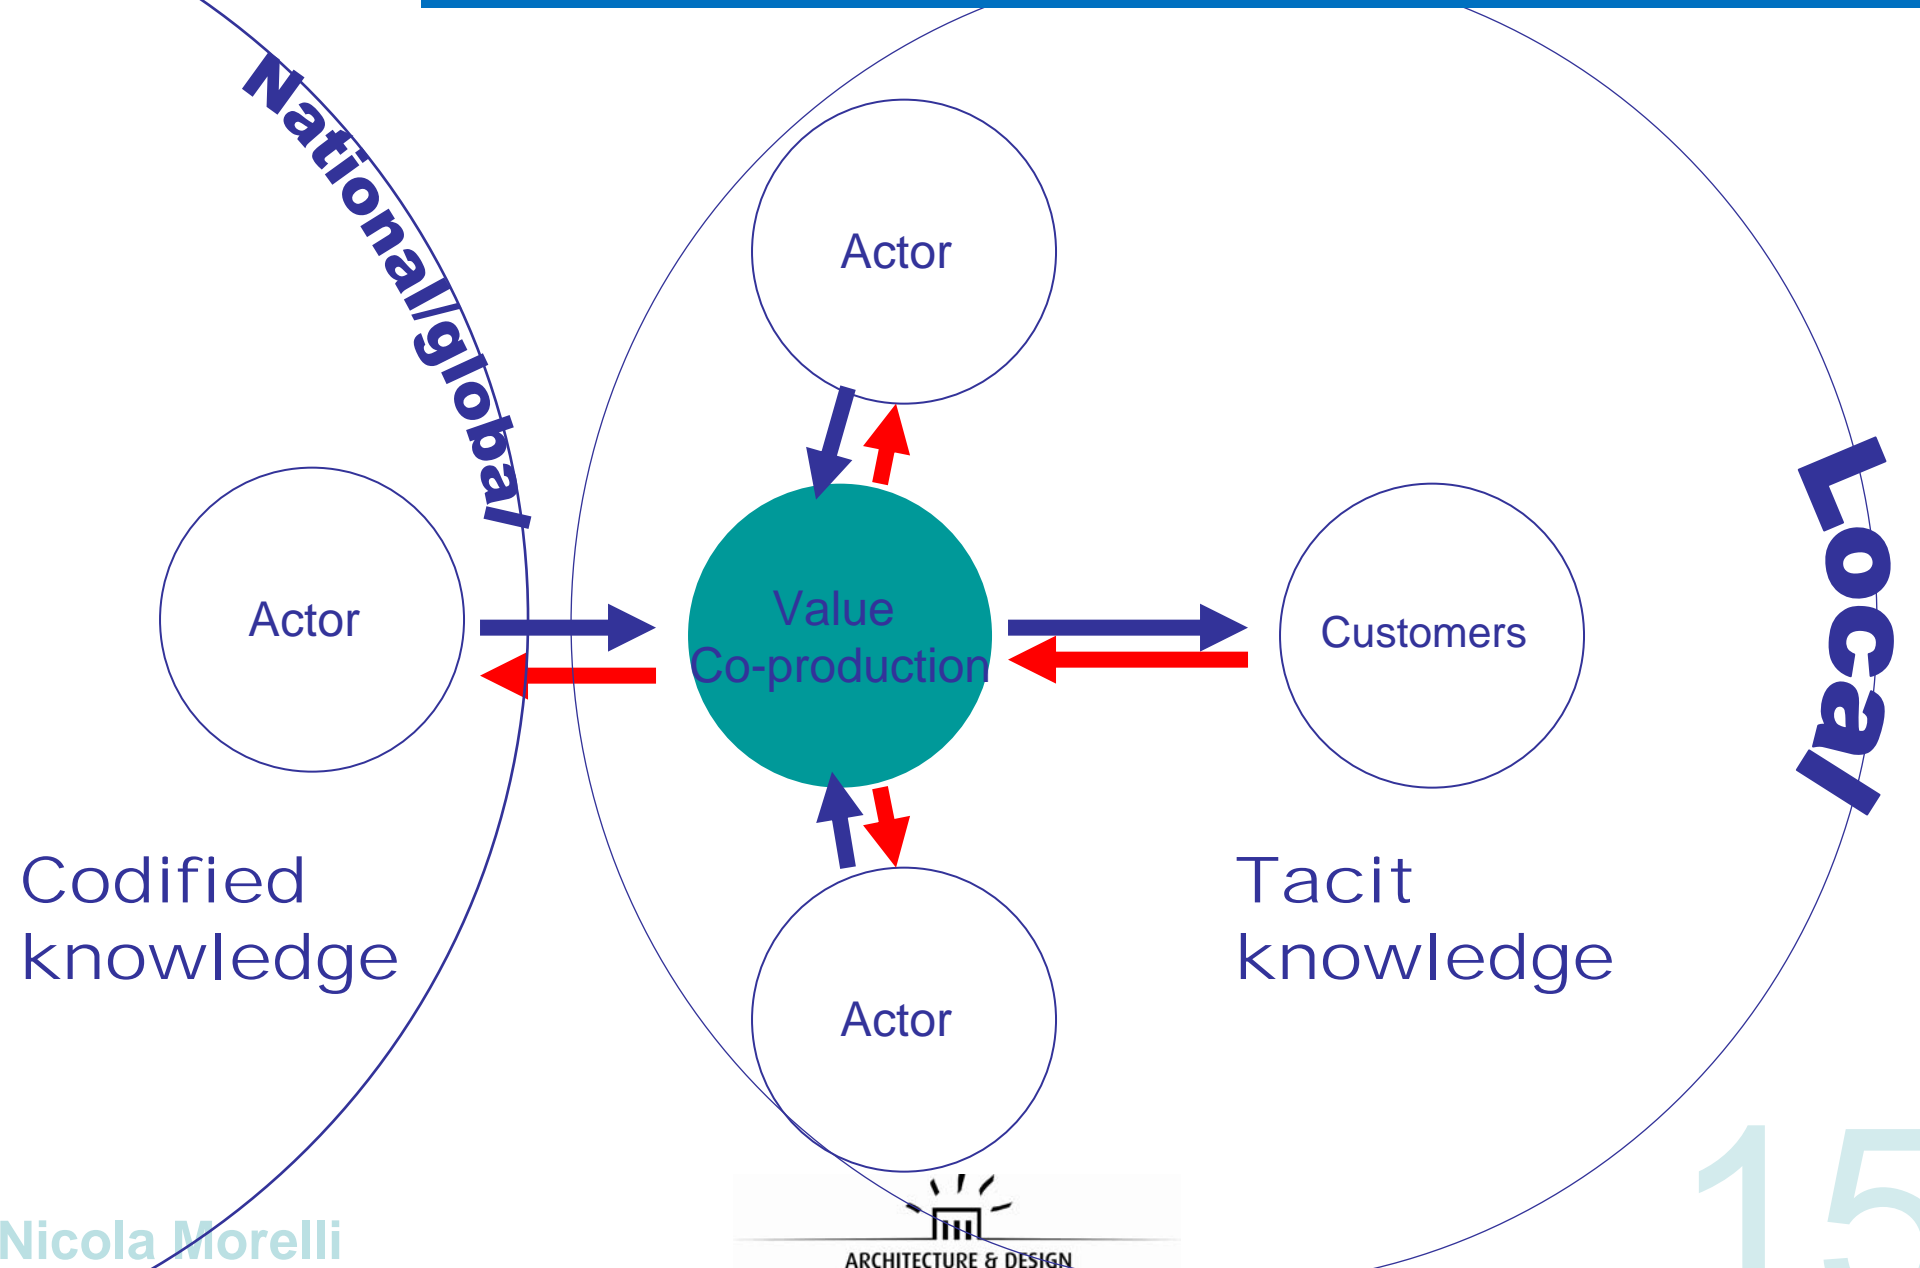 National/global
Actor
Actor
Value
Co-production
Customers
Local
Codified
knowledge
Tacit
knowledge
Actor
15
Nicola Morelli
ARCHITECTURE & DESIGN